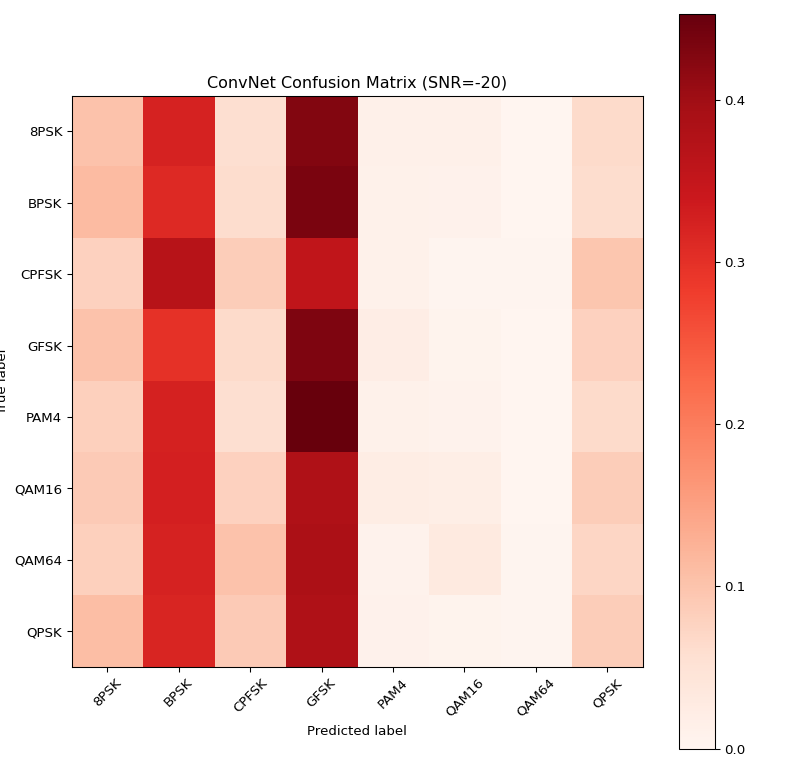 ConvNet Confusion Matrix (SNR=-20)
8PSK
BPSK
CPFSK
GFSK
PAM4
QAM16
QAM64
QPSK
8PSK BPSK CPFSK GFSK PAM4 QAM16 QAM64 QPSK
Predicted label
0.4
0.3
0.2
0.1
0.0